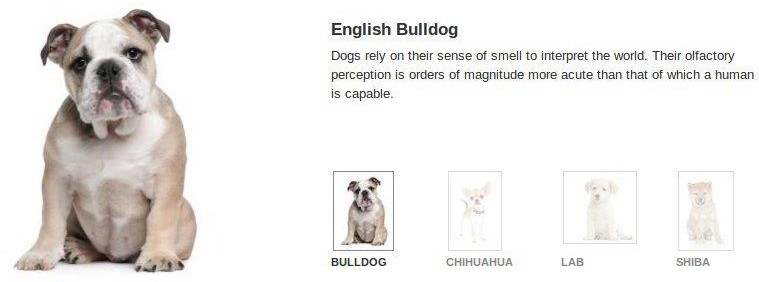 English Bulldog
Dogs rely on their sense of smell to interpret the world. Their olfactory
perception is orders of magnitude more acute than that of which a human
is capable.
BULLDOG CHIHUAHUA LAB SHIBA